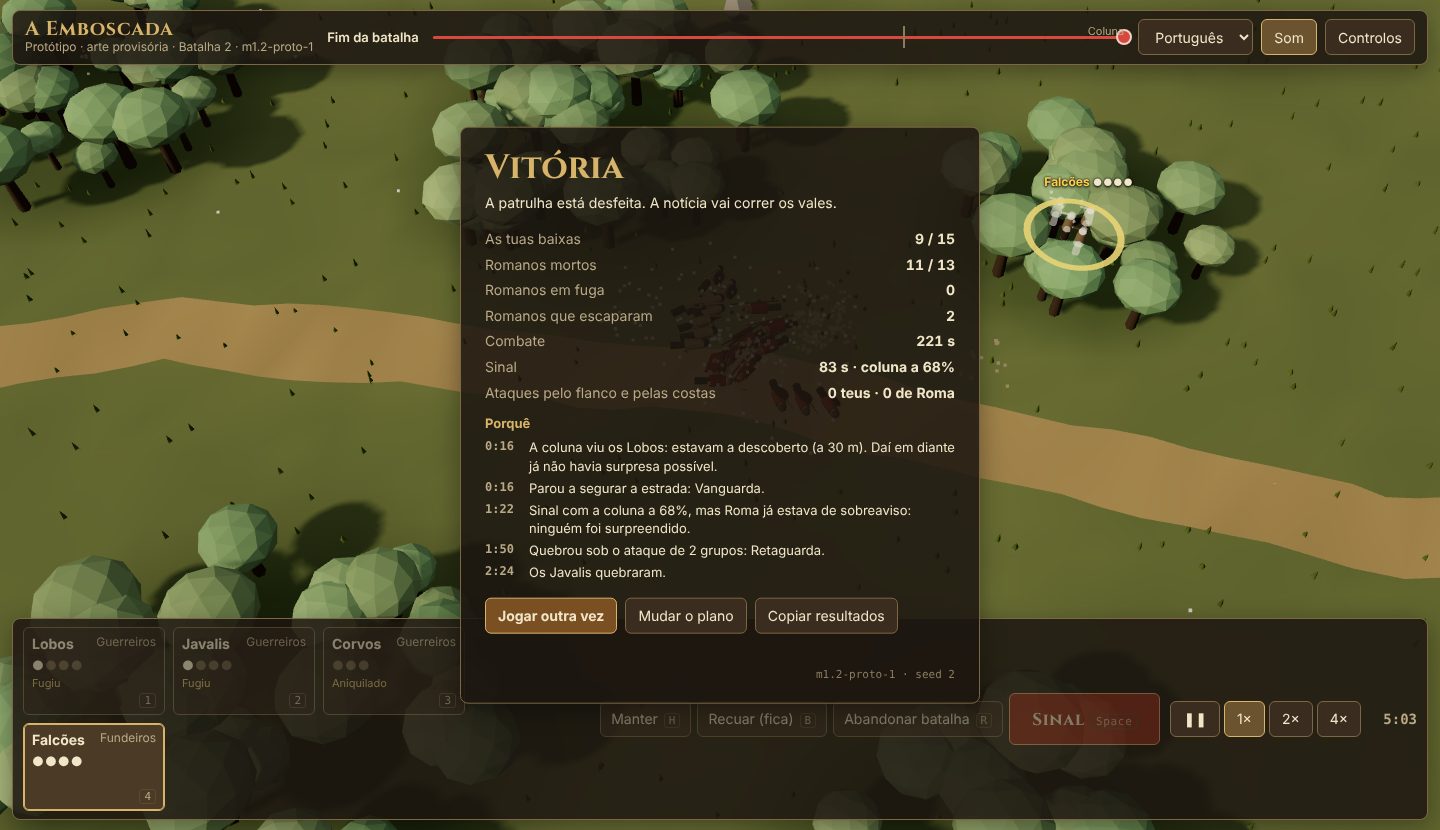 A Emboscada
Protótipo · arte provisória · Batalha 2 · m1.2-proto-1
Fim da batalha
Português
Som
Controlos
Falcões
Vitória
A patrulha está desfeita. A notícia vai correr os vales.
As tuas baixas 9 / 15
Romanos mortos 11 / 13
Romanos em fuga 0
Romanos que escaparam 2
Combate 221 s
Sinal 83 s · coluna a 68%
Ataques pelo flanco e pelas costas 0 teus · 0 de Roma
Porquê
0:16 A coluna viu os Lobos: estavam a descoberto (a 30 m). Daí em diante
já não havia surpresa possível.
0:16 Parou a segurar a estrada: Vanguarda.
1:22 Sinal com a coluna a 68%, mas Roma já estava de sobreaviso:
ninguém foi surpreendido.
1:50 Quebrou sob o ataque de 2 grupos: Retaguarda.
2:24 Os Javalis quebraram.
Jogar outra vez
Mudar o plano
Copiar resultados
m1.2-proto-1 · seed 2
Lobos Guerreiros
Fugiu
1
Javalis Guerreiros
Fugiu
2
Corvos Guerreiros
Aniquilado
3
Falcões Fundeiros
4
Manter H
Recuar (fica) B
Abandonar batalha R
Sinal Space
1×
2×
4×
5:03